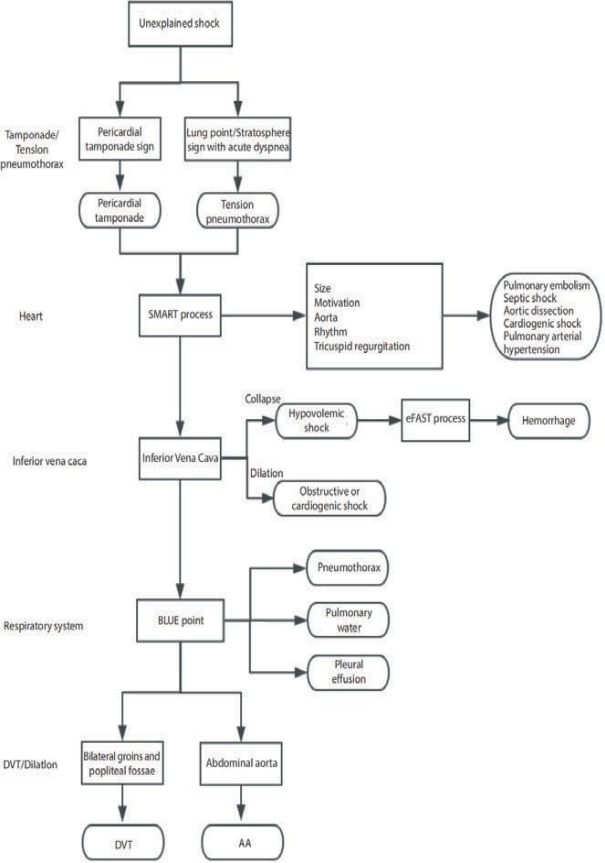 Unexplained shock
Tamponade/
Tension
pneumothorax
Pericardial
tamponade sign
Lung point/Stratosphere
sign with acute dyspnea
Pericardial
tamponade
Tension
pneumothorax
Heart
SMART process
Size
Motivation
Aorta
Rhythm
Tricuspid regurgitation
Pulmonary embolism
Septic shock
Aortic dissection
Cardiogenic shock
Pulmonary arterial
hypertension
Inferior vena caca
Inferior Vena Cava
Collapse
Hypovolemic
shock
eFAST process
Hemorrhage
Dilation
Obstructive or
cardiogenic shock
Respiratory system
BLUE point
Pneumothorax
Pulmonary
water
Pleural
effusion
DVT/Dilation
Bilateral groins and
popliteal fossae
Abdominal aorta
DVT
AA